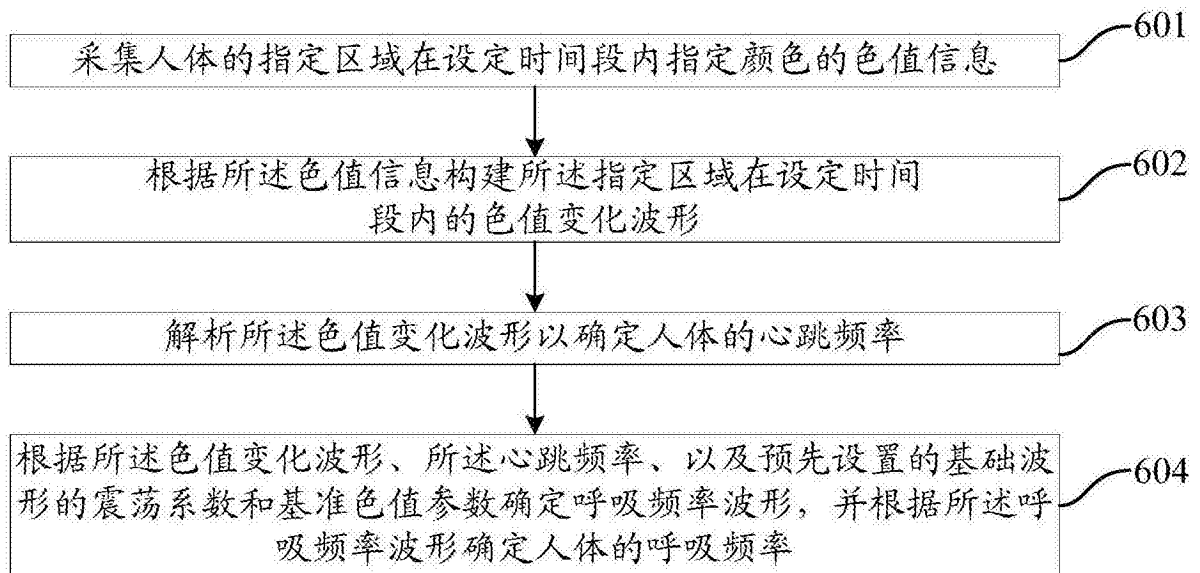 601
采集人体的指定区域在设定时间段内指定颜色的色值信息
602
根据所述色值信息构建所述指定区域在设定时间
段内的色值变化波形
603
解析所述色值变化波形以确定人体的心跳频率
604
根据所述色值变化波形、所述心跳频率、以及预先设置的基础波
形的震荡系数和基准色值参数确定呼吸频率波形，并根据所述呼
吸频率波形确定人体的呼吸频率